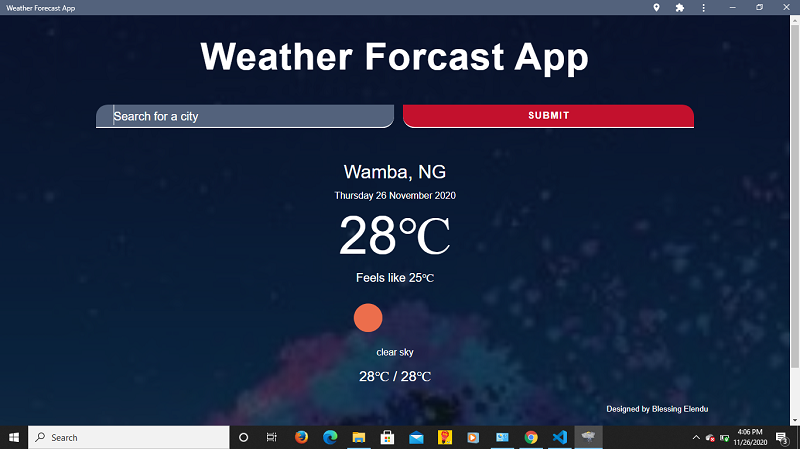 Weather Forecast App
Weather Forcast App
Search for a city
SUBMIT
Wamba, NG
Thursday 26 November 2020
28℃
Feels like 25℃
clear sky
28℃ / 28℃
Designed by Blessing Elendu
Search
4:06 PM
11/26/2020
3